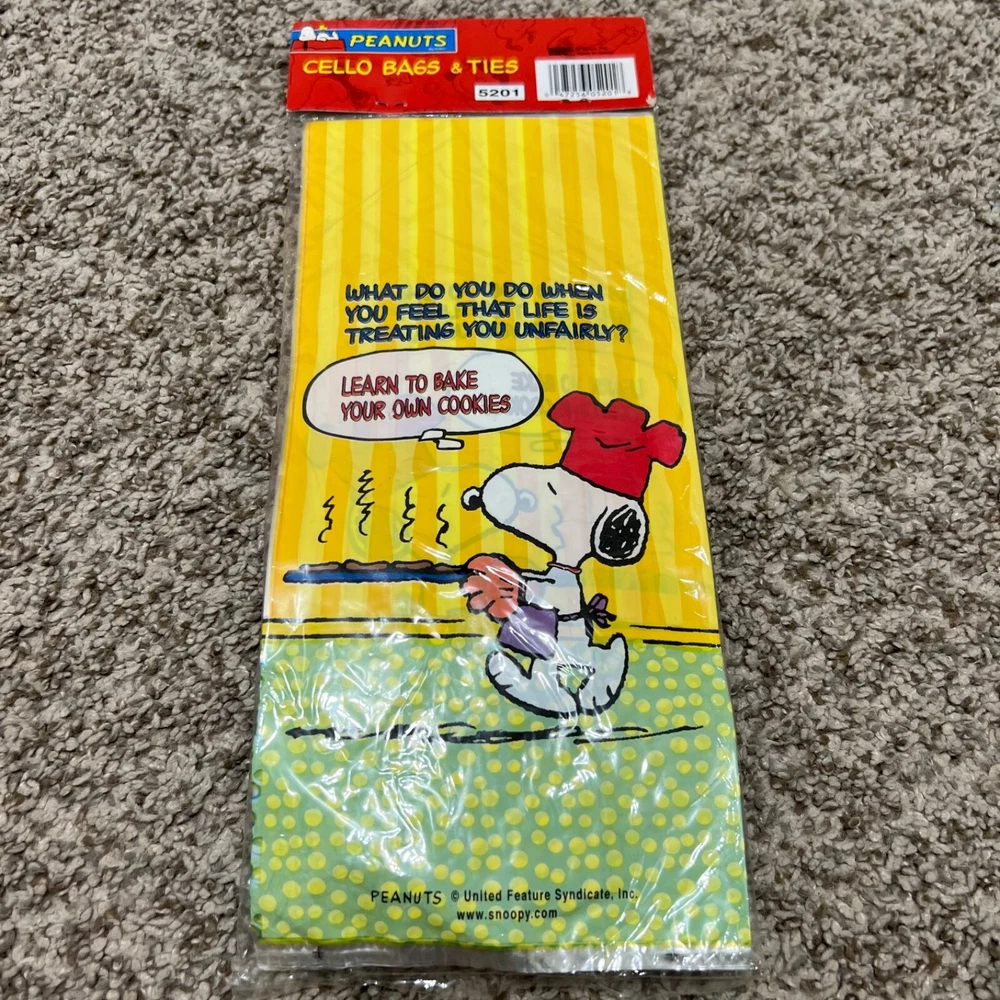 PEANUTS
CELLO BAGS & TIES
5201
WHAT DO YOU DO WHEN
YOU FEEL THAT LIFE IS
TREATING YOU UNFAIRLY?
LEARN TO BAKE
YOUR OWN COOKIES
PEANUTS © United Feature Syndicate, Inc.
www.snoopy.com